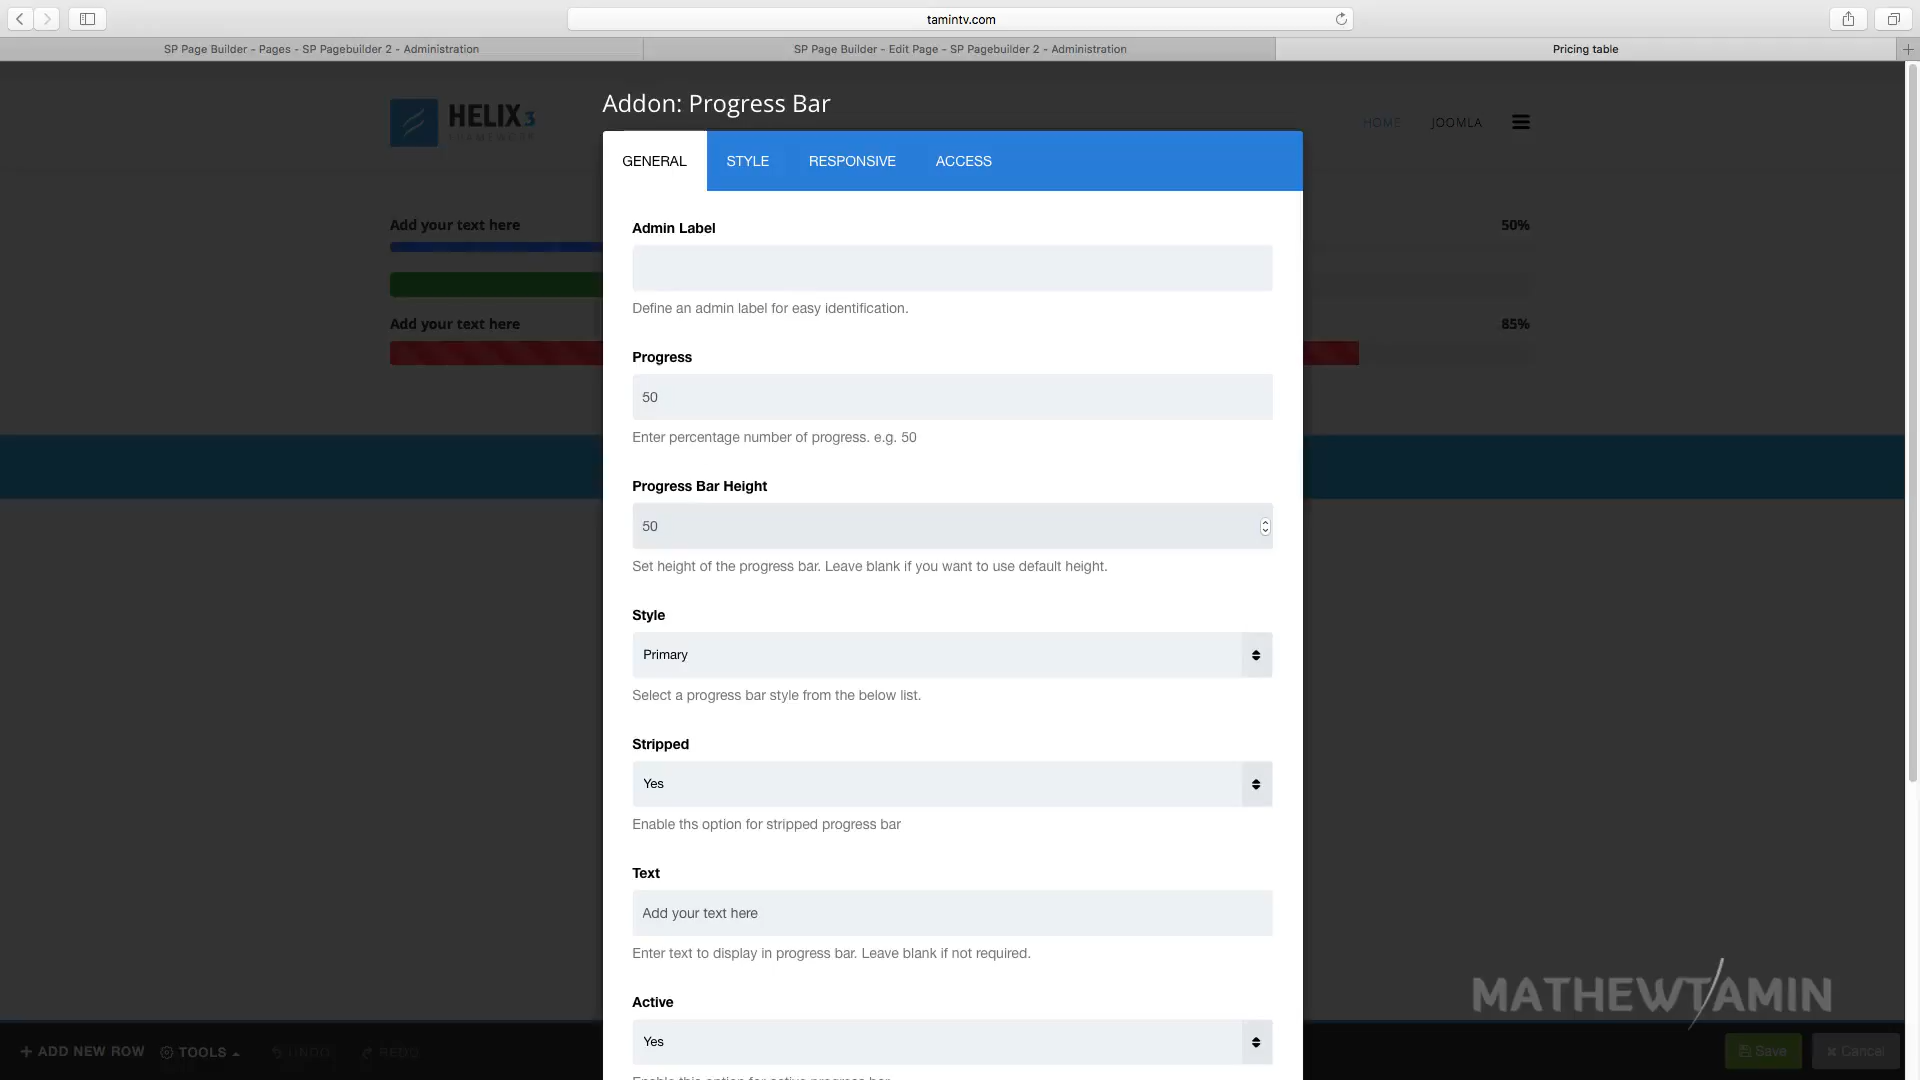 tamintv.com
SP Page Builder - Pages - SP Pagebuilder 2 - Administration
SP Page Builder - Edit Page - SP Pagebuilder 2 - Administration
Pricing table
Addon: Progress Bar
HELIX3
FRAMEWORK
HOME
JOOMLA
GENERAL
STYLE
RESPONSIVE
ACCESS
Add your text here
50%
Add your text here
85%
Admin Label
Define an admin label for easy identification.
Progress
50
Enter percentage number of progress. e.g. 50
Progress Bar Height
50
Set height of the progress bar. Leave blank if you want to use default height.
Style
Primary
Select a progress bar style from the below list.
Stripped
Yes
Enable ths option for stripped progress bar
Text
Add your text here
Enter text to display in progress bar. Leave blank if not required.
Active
Yes
MATHEWTAMIN
ADD NEW ROW
TOOLS
UNDO
REDO
Save
Cancel